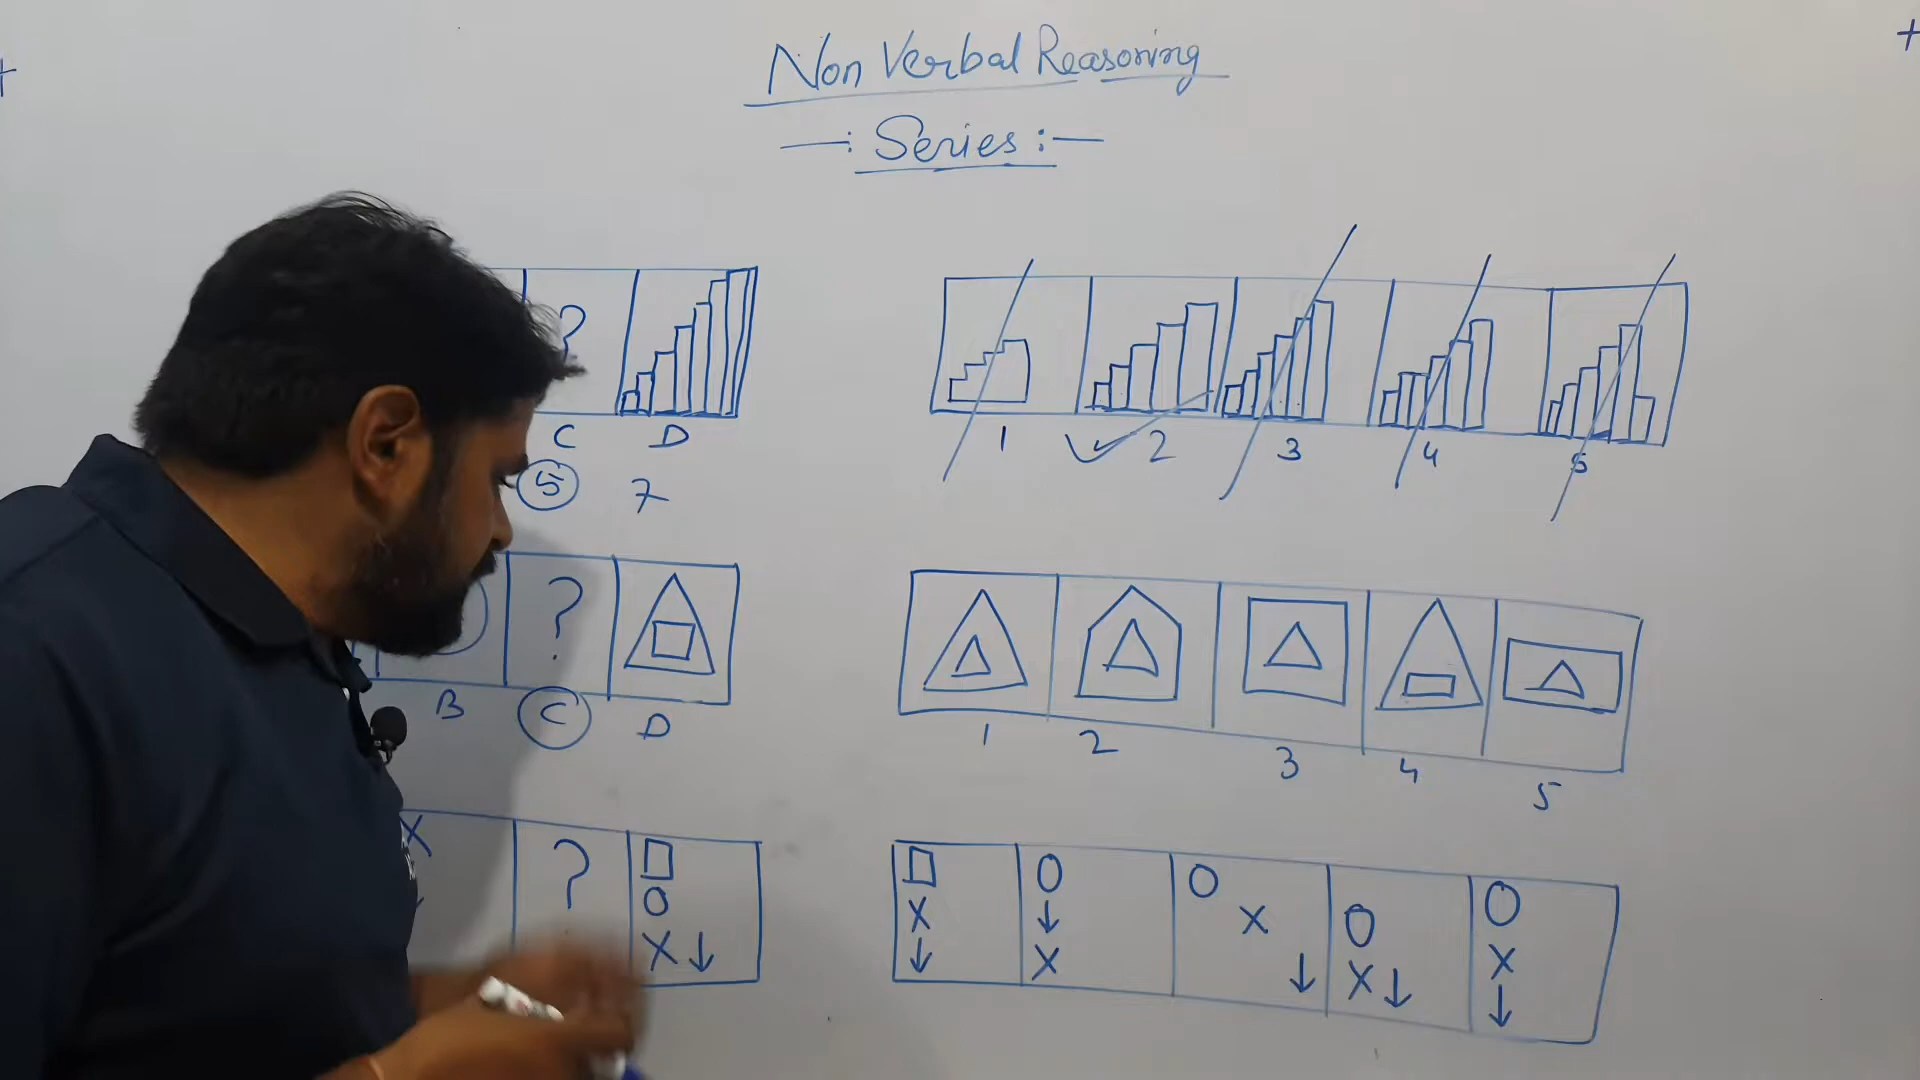 Non Verbal Reasoning
—: Series :—
?
C D
1 2 3 4 5
5 7
?
B C D
1 2 3 4 5
X ? □ □ O O O O
O X ↓ X O X
X ↓ ↓ X ↓ X ↓ ↓